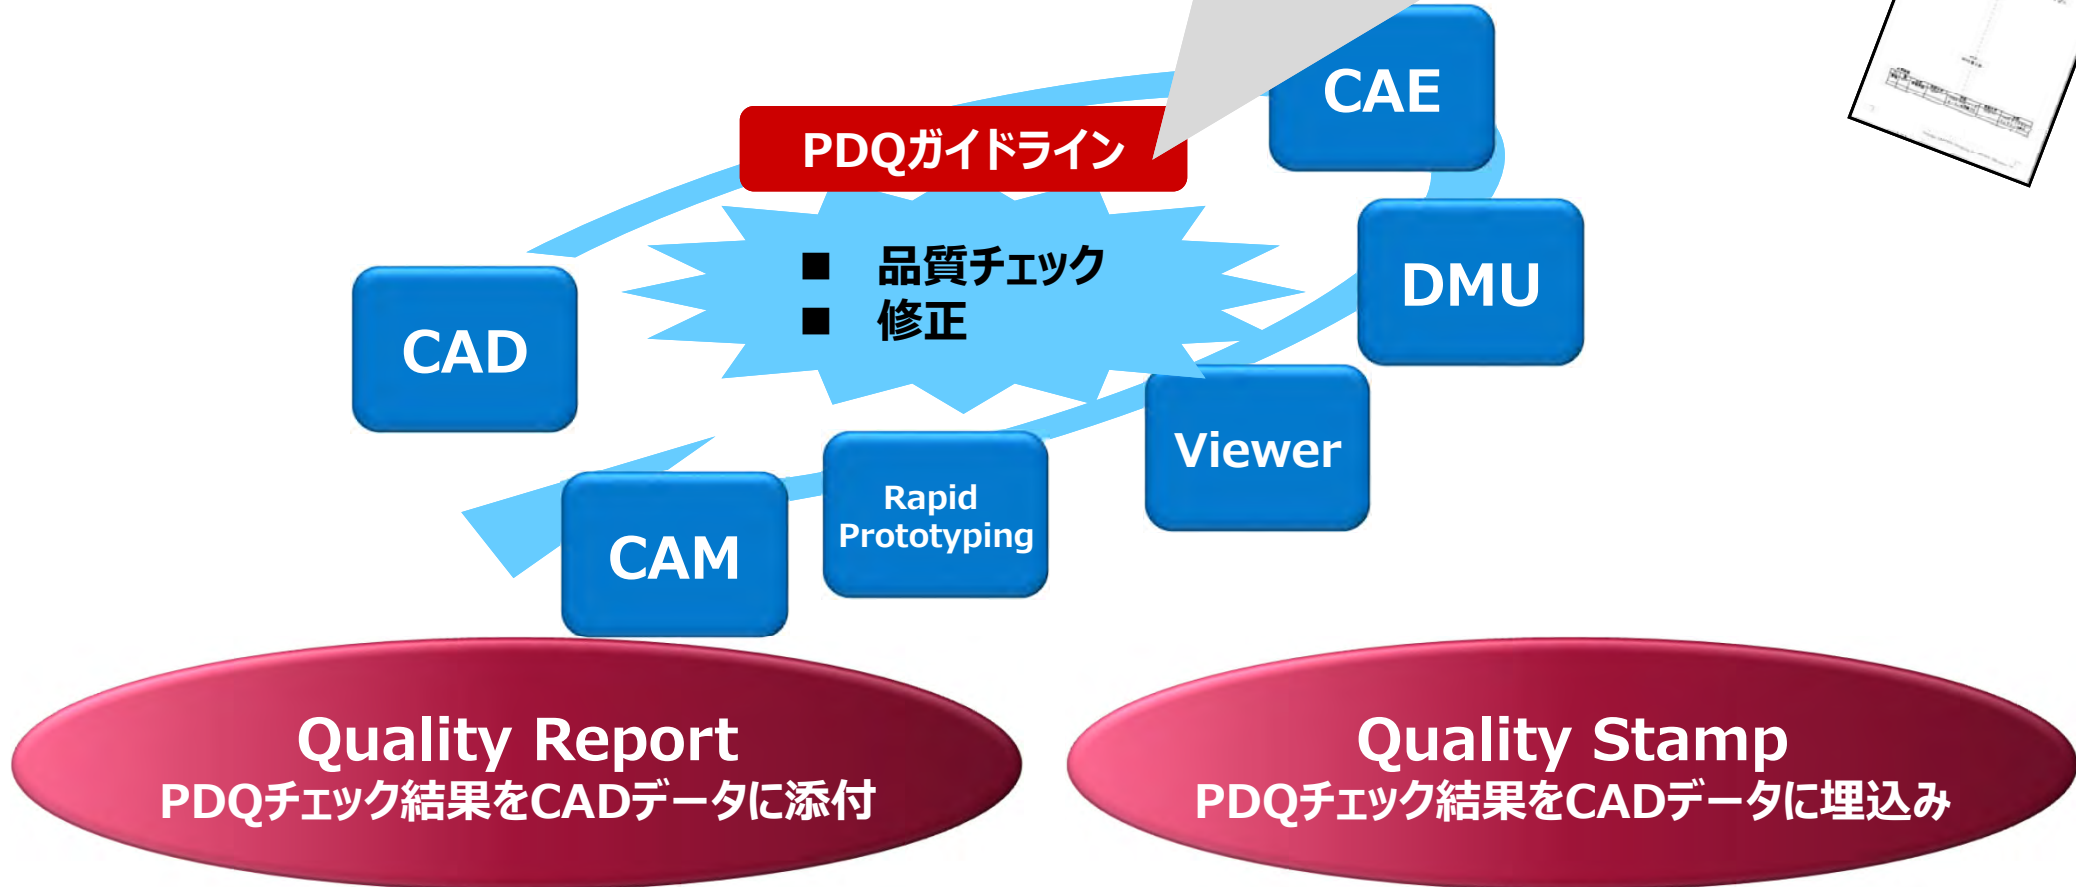 CAE
PDQガイドライン
■ 品質チェック
■ 修正
DMU
CAD
Viewer
Rapid
Prototyping
CAM
Quality Report
PDQチェック結果をCADデータに添付
Quality Stamp
PDQチェック結果をCADデータに埋込み